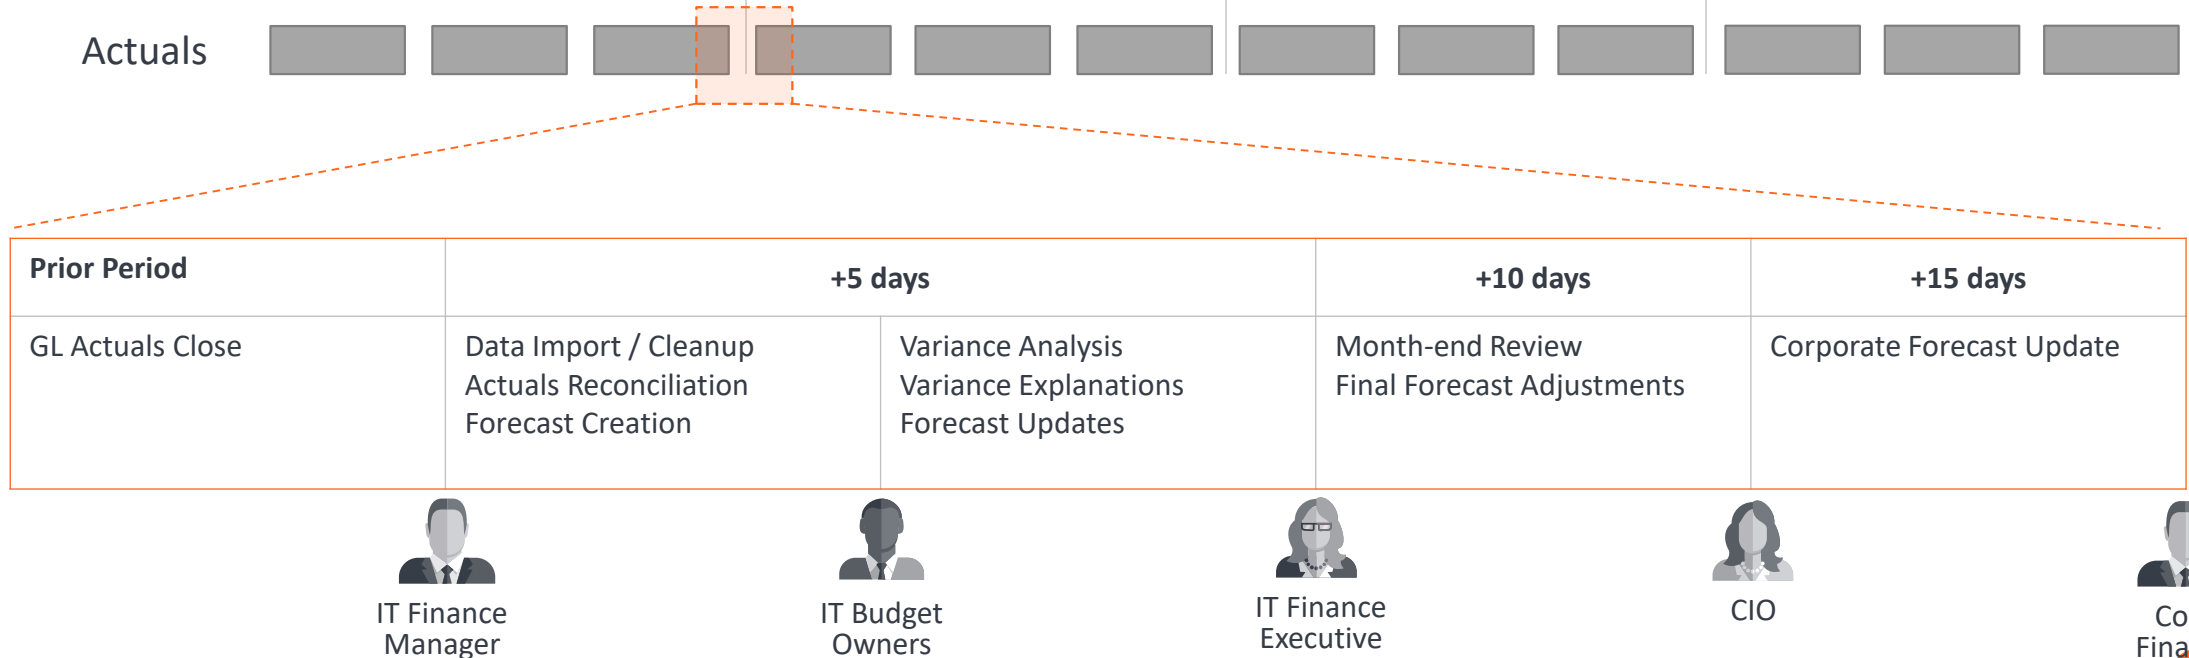 Actuals
Prior Period
+5 days
+10 days
+15 days
GL Actuals Close
Data Import / Cleanup
Actuals Reconciliation
Forecast Creation
Variance Analysis
Variance Explanations
Forecast Updates
Month-end Review
Final Forecast Adjustments
Corporate Forecast Update
IT Finance
Manager
IT Budget
Owners
IT Finance
Executive
CIO